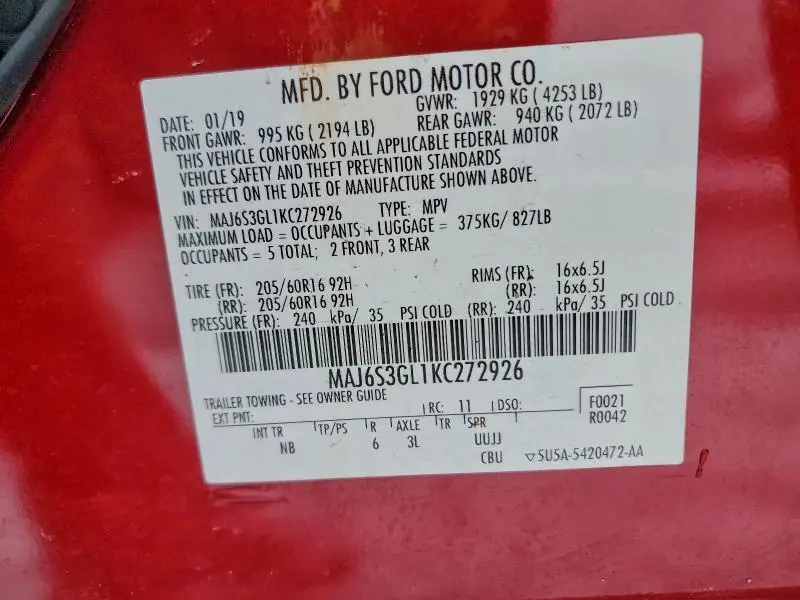 MFD. BY FORD MOTOR CO.
DATE: 01/19 GVWR: 1929 KG ( 4253 LB)
FRONT GAWR: 995 KG ( 2194 LB) REAR GAWR: 940 KG ( 2072 LB)
THIS VEHICLE CONFORMS TO ALL APPLICABLE FEDERAL MOTOR
VEHICLE SAFETY AND THEFT PREVENTION STANDARDS
IN EFFECT ON THE DATE OF MANUFACTURE SHOWN ABOVE.
VIN: MAJ6S3GL1KC272926 TYPE: MPV
MAXIMUM LOAD = OCCUPANTS + LUGGAGE = 375KG/ 827LB
OCCUPANTS = 5 TOTAL; 2 FRONT, 3 REAR
TIRE (FR): 205/60R16 92H RIMS (FR): 16x6.5J
(RR): 205/60R16 92H (RR): 16x6.5J
PRESSURE (FR): 240 kPa/ 35 PSI COLD (RR): 240 kPa/ 35 PSI COLD
MAJ6S3GL1KC272926
TRAILER TOWING - SEE OWNER GUIDE
EXT PNT: RC: 11 DSO: F0021
R0042
INT TR TP/PS R AXLE TR SPR
NB 6 3L UUJJ
CBU 5U5A-5420472-AA